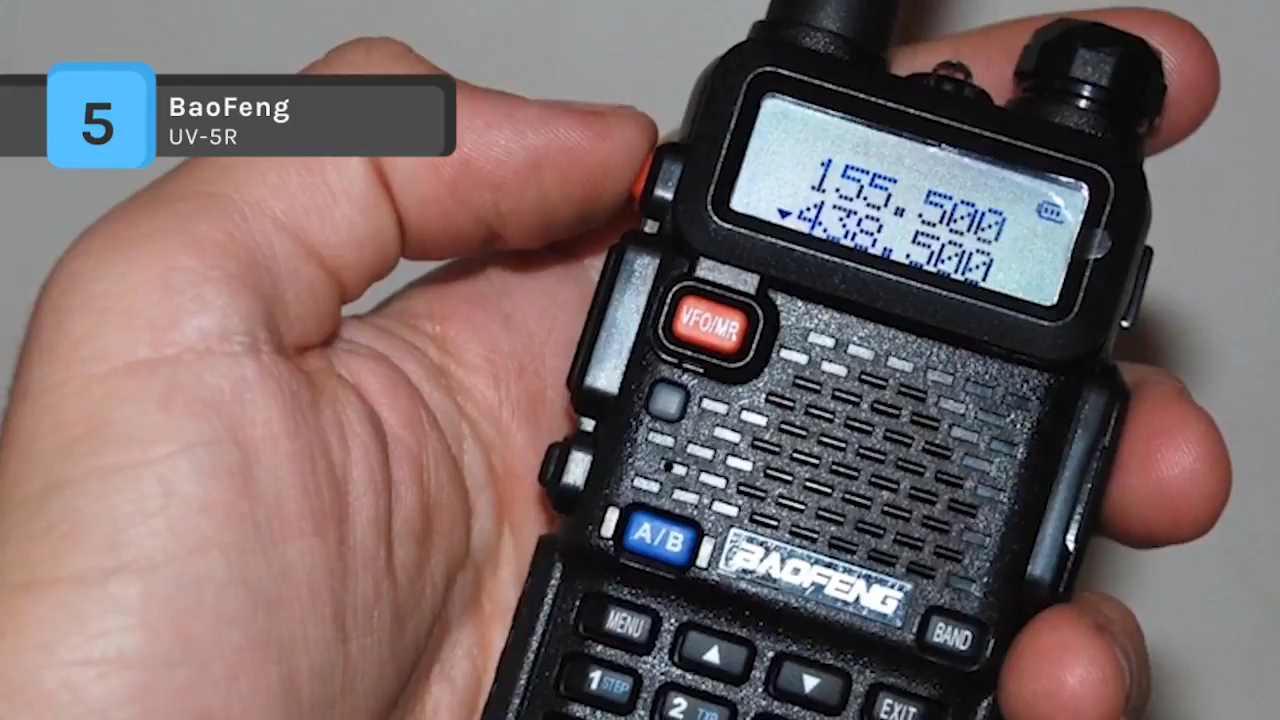 5
BaoFeng
UV-5R
155.500
438.500
VFO/MR
A/B
BAOFENG
MENU
BAND
1 STEP
2
EXIT